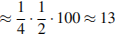 ≈ 1/4 · 1/2 · 100 ≈ 13